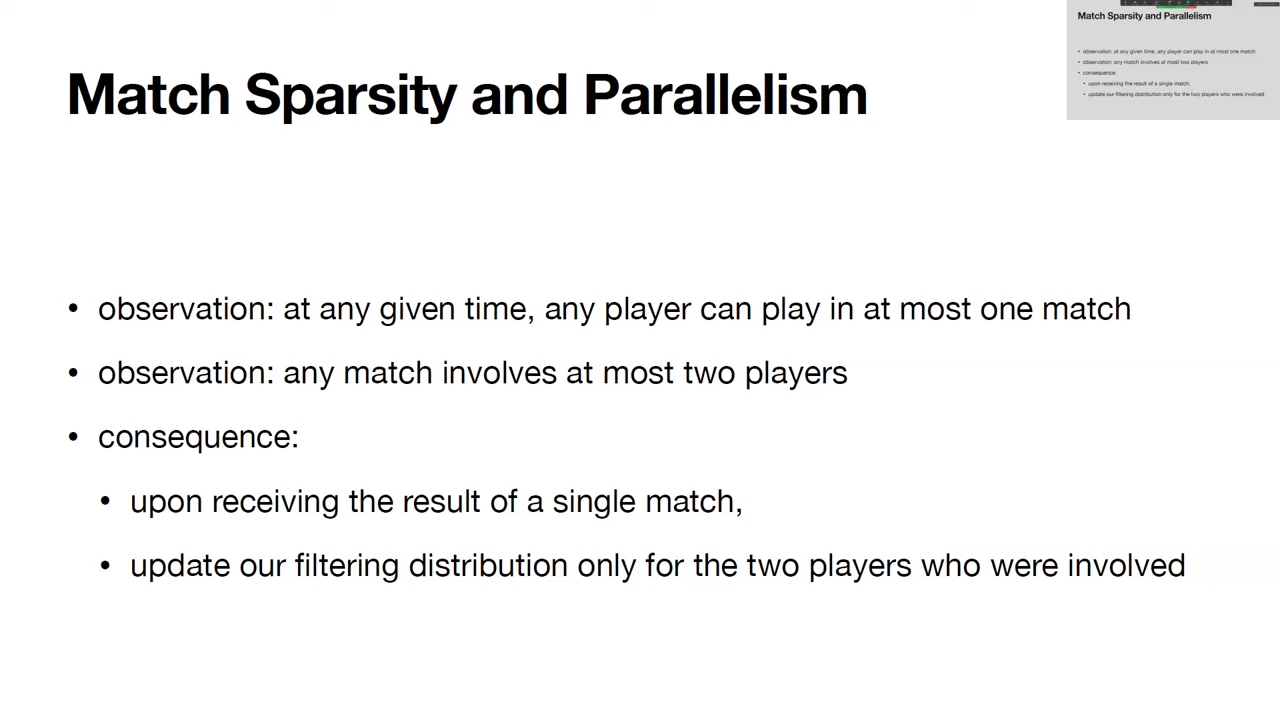 Match Sparsity and Parallelism
• observation: at any given time, any player can play in at most one match
• observation: any match involves at most two players
• consequence:
• upon receiving the result of a single match,
• update our filtering distribution only for the two players who were involved
Match Sparsity and Parallelism
• observation: at any given time, any player can play in at most one match
• observation: any match involves at most two players
• consequence:
• upon receiving the result of a single match,
• update our filtering distribution only for the two players who were involved